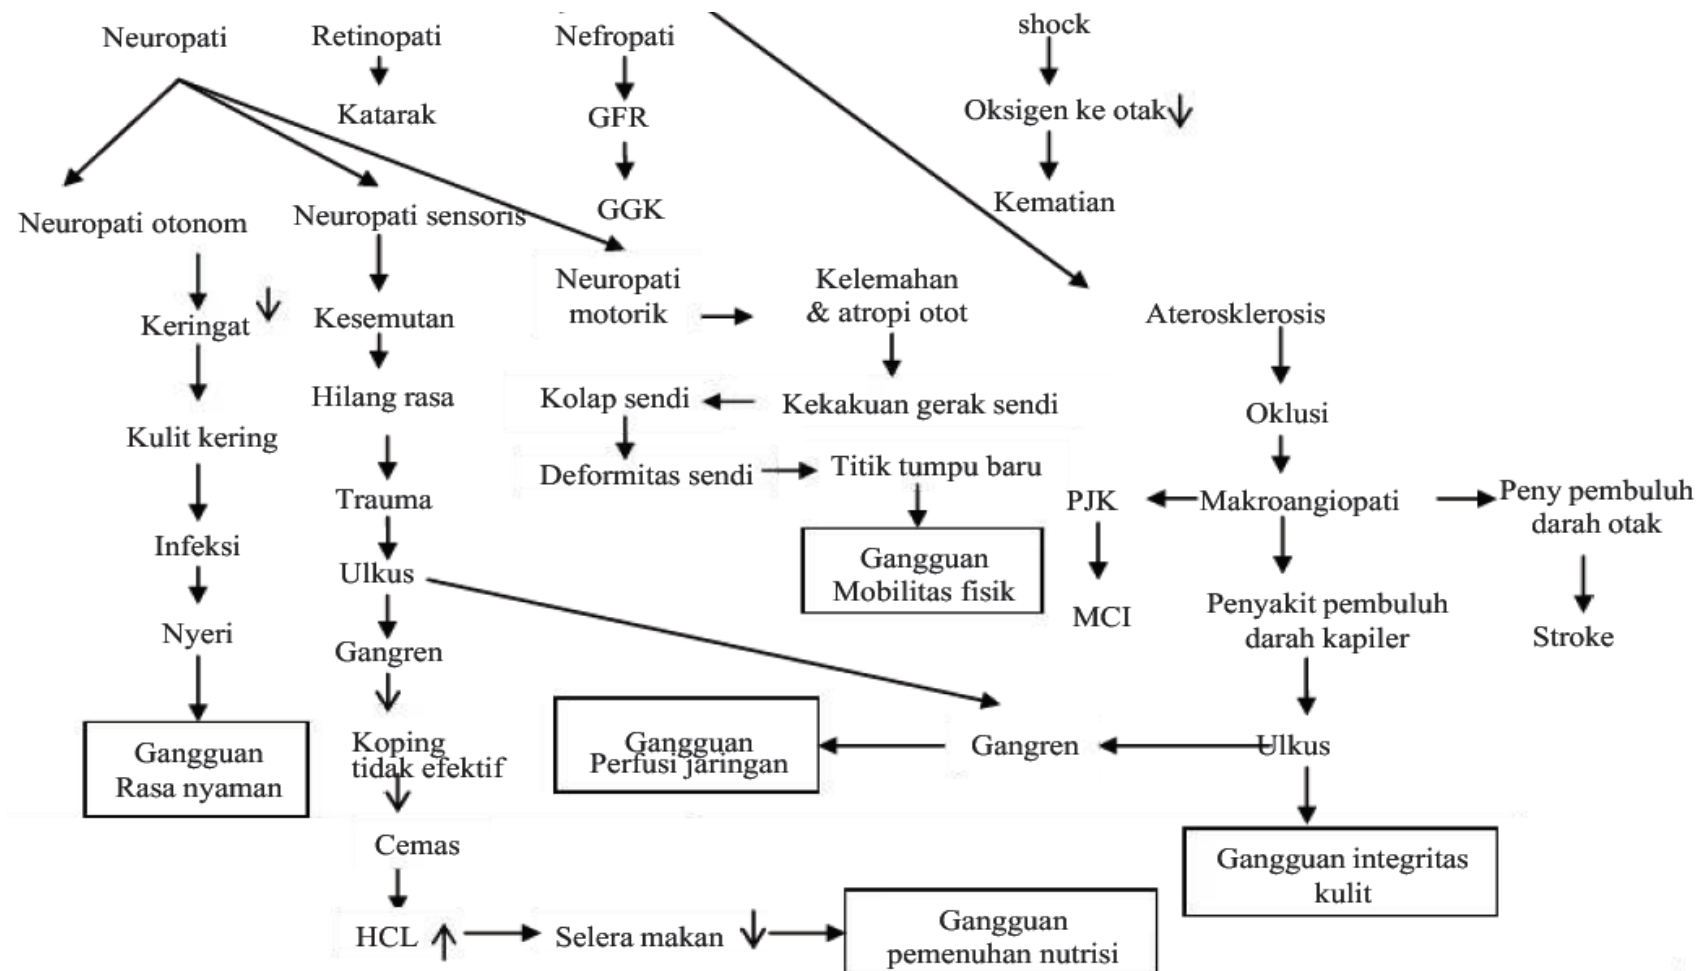 Neuropati
Retinopati
Nefropati
shock
Katarak
GFR
Oksigen ke otak
Neuropati otonom
Neuropati sensoris
GGK
Kematian
Neuropati
motorik
Kelemahan
& atropi otot
Keringat
Kesemutan
Aterosklerosis
Hilang rasa
Kolap sendi
Kekakuan gerak sendi
Oklusi
Kulit kering
Deformitas sendi
Titik tumpu baru
Trauma
PJK
Makroangiopati
Peny pembuluh
darah otak
Infeksi
Ulkus
Gangguan
Mobilitas fisik
MCI
Penyakit pembuluh
darah kapiler
Stroke
Nyeri
Gangren
Gangguan
Rasa nyaman
Koping
tidak efektif
Gangguan
Perfusi jaringan
Gangren
Ulkus
Cemas
Gangguan integritas
kulit
HCL
Selera makan
Gangguan
pemenuhan nutrisi